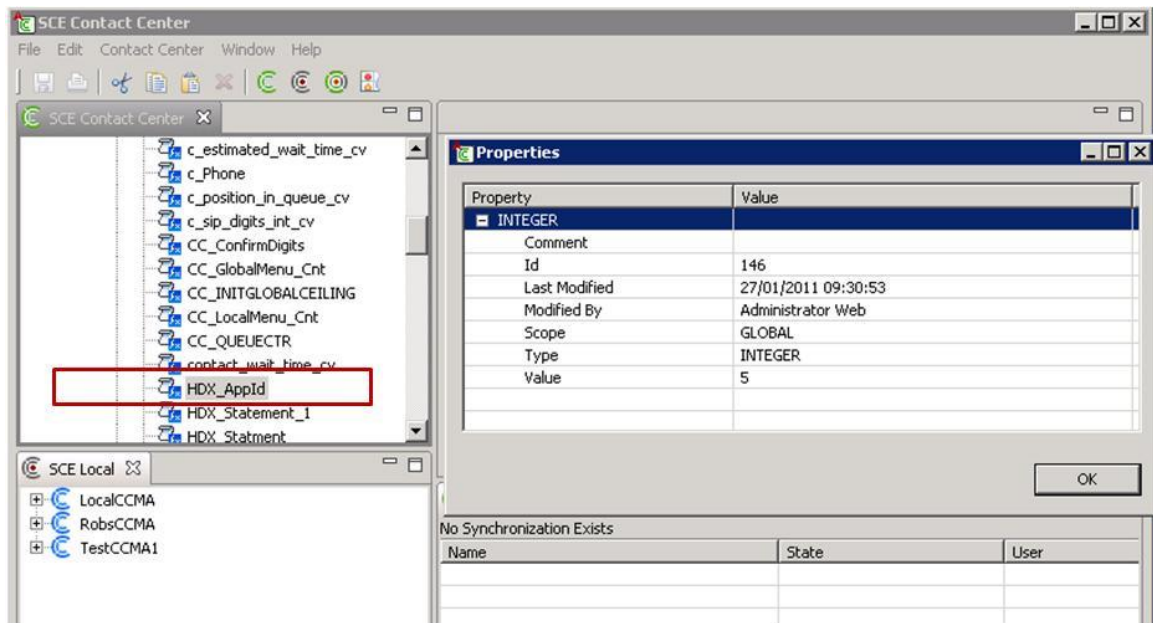 SCE Contact Center
File Edit Contact Center Window Help
SCE Contact Center
c_estimated_wait_time_cv
c_Phone
c_position_in_queue_cv
c_sip_digits_int_cv
CC_ConfirmDigits
CC_GlobalMenu_Cnt
CC_INITGLOBALCEILING
CC_LocalMenu_Cnt
CC_QUEUECTR
contact_wait_time_cv
HDX_AppId
HDX_Statement_1
HDX_Statment
Properties
Property Value
INTEGER
Comment
Id 146
Last Modified 27/01/2011 09:30:53
Modified By Administrator Web
Scope GLOBAL
Type INTEGER
Value 5
OK
SCE Local
LocalCCMA
RobsCCMA
TestCCMA1
No Synchronization Exists
Name State User